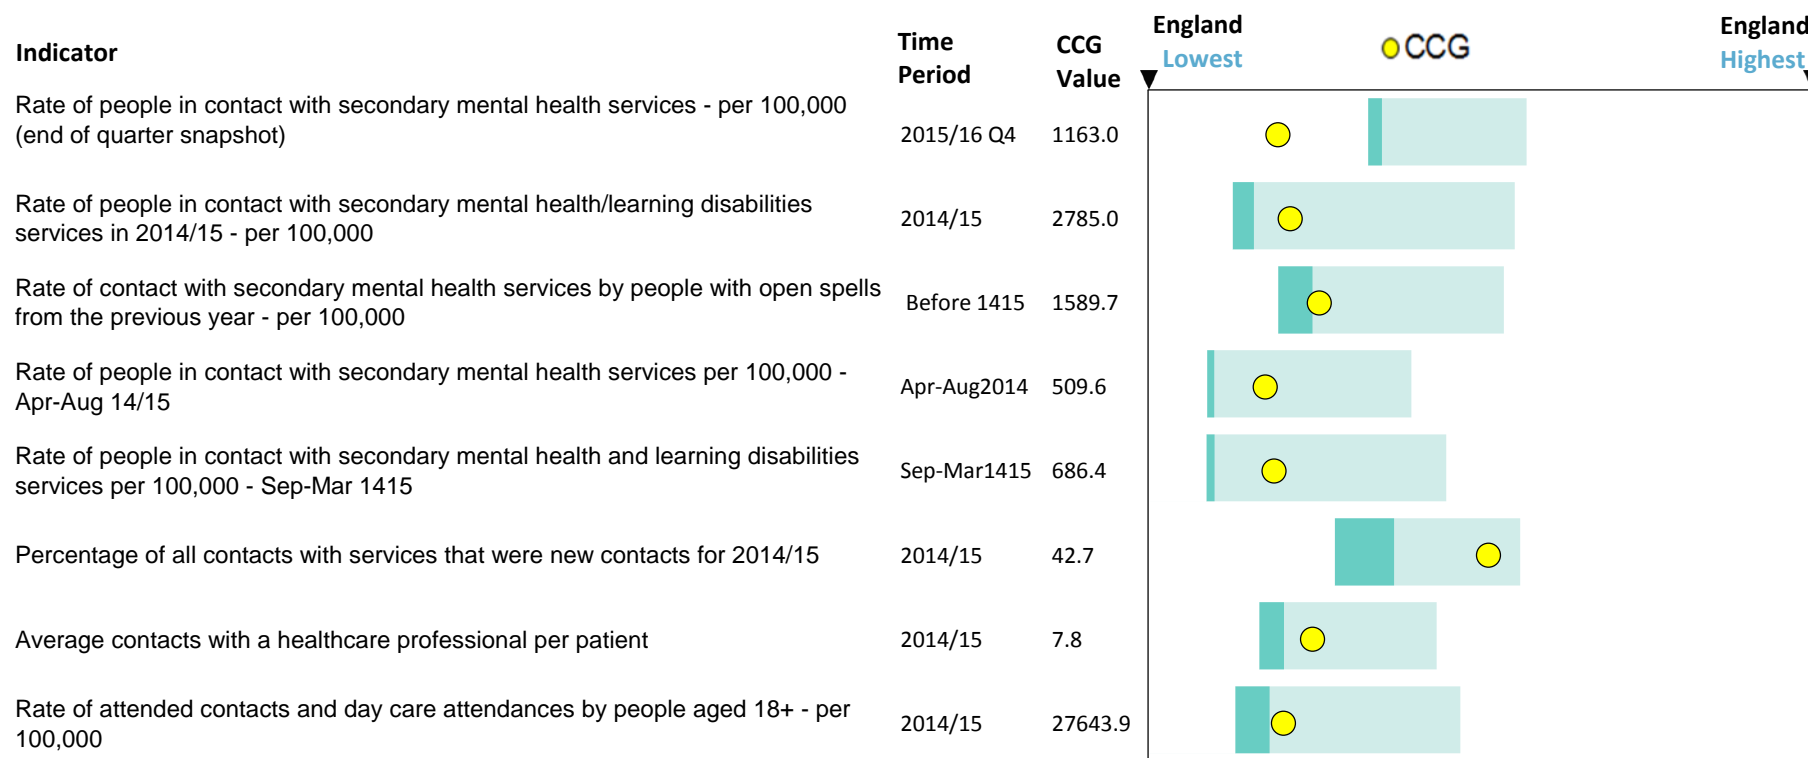 Indicator
Time Period
CCG Value
England Lowest
CCG
England Highest
Rate of people in contact with secondary mental health services - per 100,000
(end of quarter snapshot)
2015/16 Q4 1163.0
Rate of people in contact with secondary mental health/learning disabilities
services in 2014/15 - per 100,000
2014/15 2785.0
Rate of contact with secondary mental health services by people with open spells
from the previous year - per 100,000
Before 1415 1589.7
Rate of people in contact with secondary mental health services per 100,000 -
Apr-Aug 14/15
Apr-Aug2014 509.6
Rate of people in contact with secondary mental health and learning disabilities
services per 100,000 - Sep-Mar 1415
Sep-Mar1415 686.4
Percentage of all contacts with services that were new contacts for 2014/15
2014/15 42.7
Average contacts with a healthcare professional per patient
2014/15 7.8
Rate of attended contacts and day care attendances by people aged 18+ - per
100,000
2014/15 27643.9